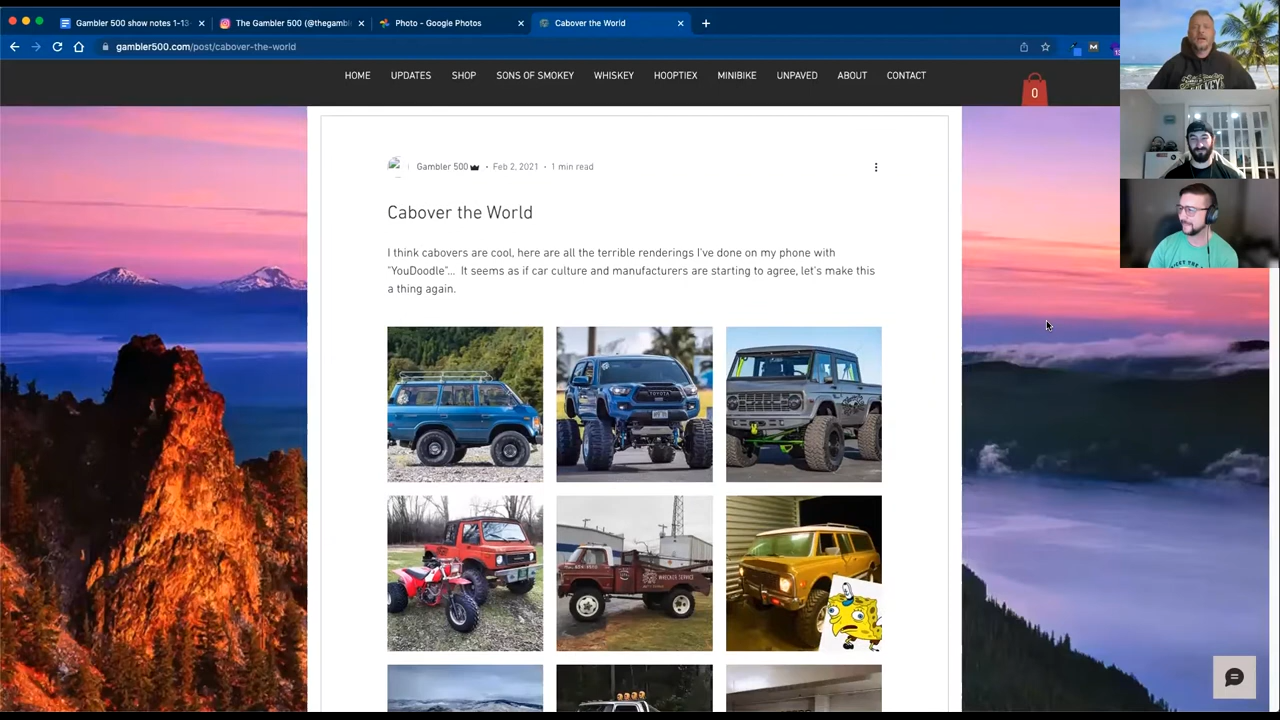 Gambler 500 show notes 1-13
The Gambler 500 (@thegambl
Photo - Google Photos
Cabover the World
gambler500.com/post/cabover-the-world
HOME UPDATES SHOP SONS OF SMOKEY WHISKEY HOOPTIEX MINIBIKE UNPAVED ABOUT CONTACT
0
Gambler 500 • Feb 2, 2021 • 1 min read
Cabover the World
I think cabovers are cool, here are all the terrible renderings I've done on my phone with
"YouDoodle"... It seems as if car culture and manufacturers are starting to agree, let's make this
a thing again.
TOYOTA
WRECKER SERVICE